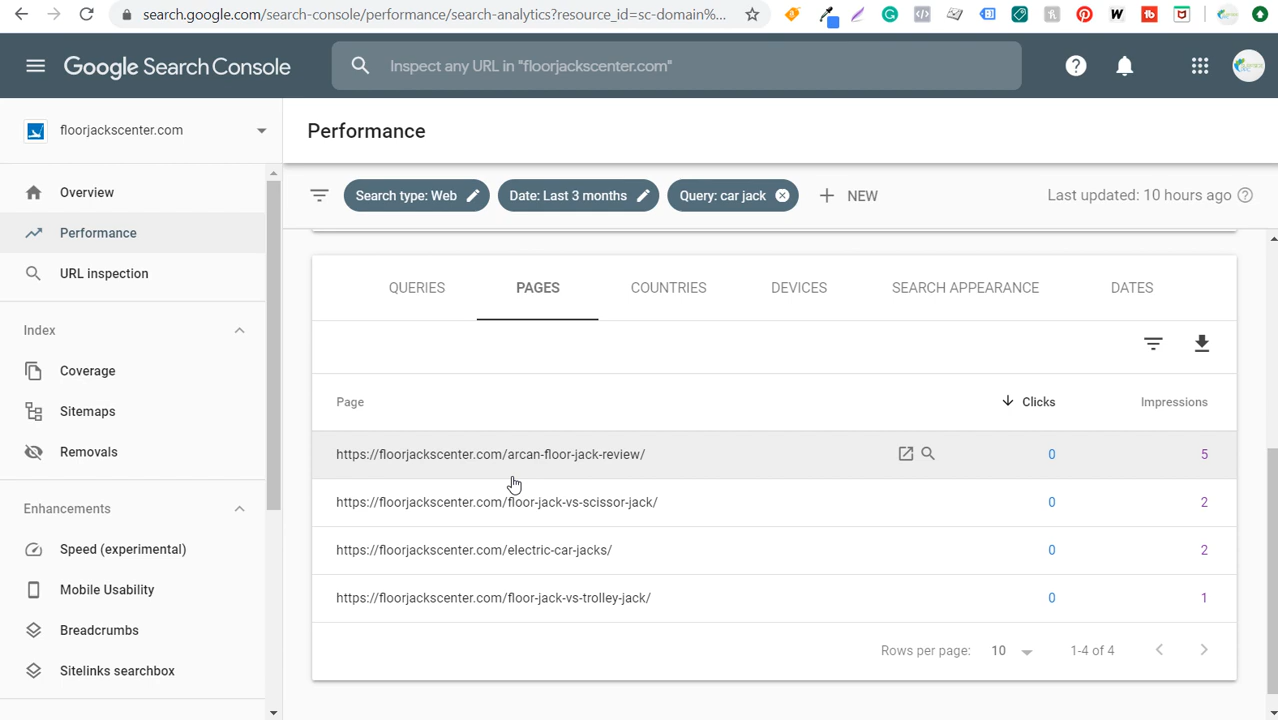 search.google.com/search-console/performance/search-analytics?resource_id=sc-domain%...
Google Search Console
Inspect any URL in "floorjackscenter.com"
floorjackscenter.com
Performance
Search type: Web
Date: Last 3 months
Query: car jack
NEW
Last updated: 10 hours ago
Overview
Performance
URL inspection
Index
Coverage
Sitemaps
Removals
Enhancements
Speed (experimental)
Mobile Usability
Breadcrumbs
Sitelinks searchbox
QUERIES PAGES COUNTRIES DEVICES SEARCH APPEARANCE DATES
Page Clicks Impressions
https://floorjackscenter.com/arcan-floor-jack-review/ 0 5
https://floorjackscenter.com/floor-jack-vs-scissor-jack/ 0 2
https://floorjackscenter.com/electric-car-jacks/ 0 2
https://floorjackscenter.com/floor-jack-vs-trolley-jack/ 0 1
Rows per page: 10 1-4 of 4